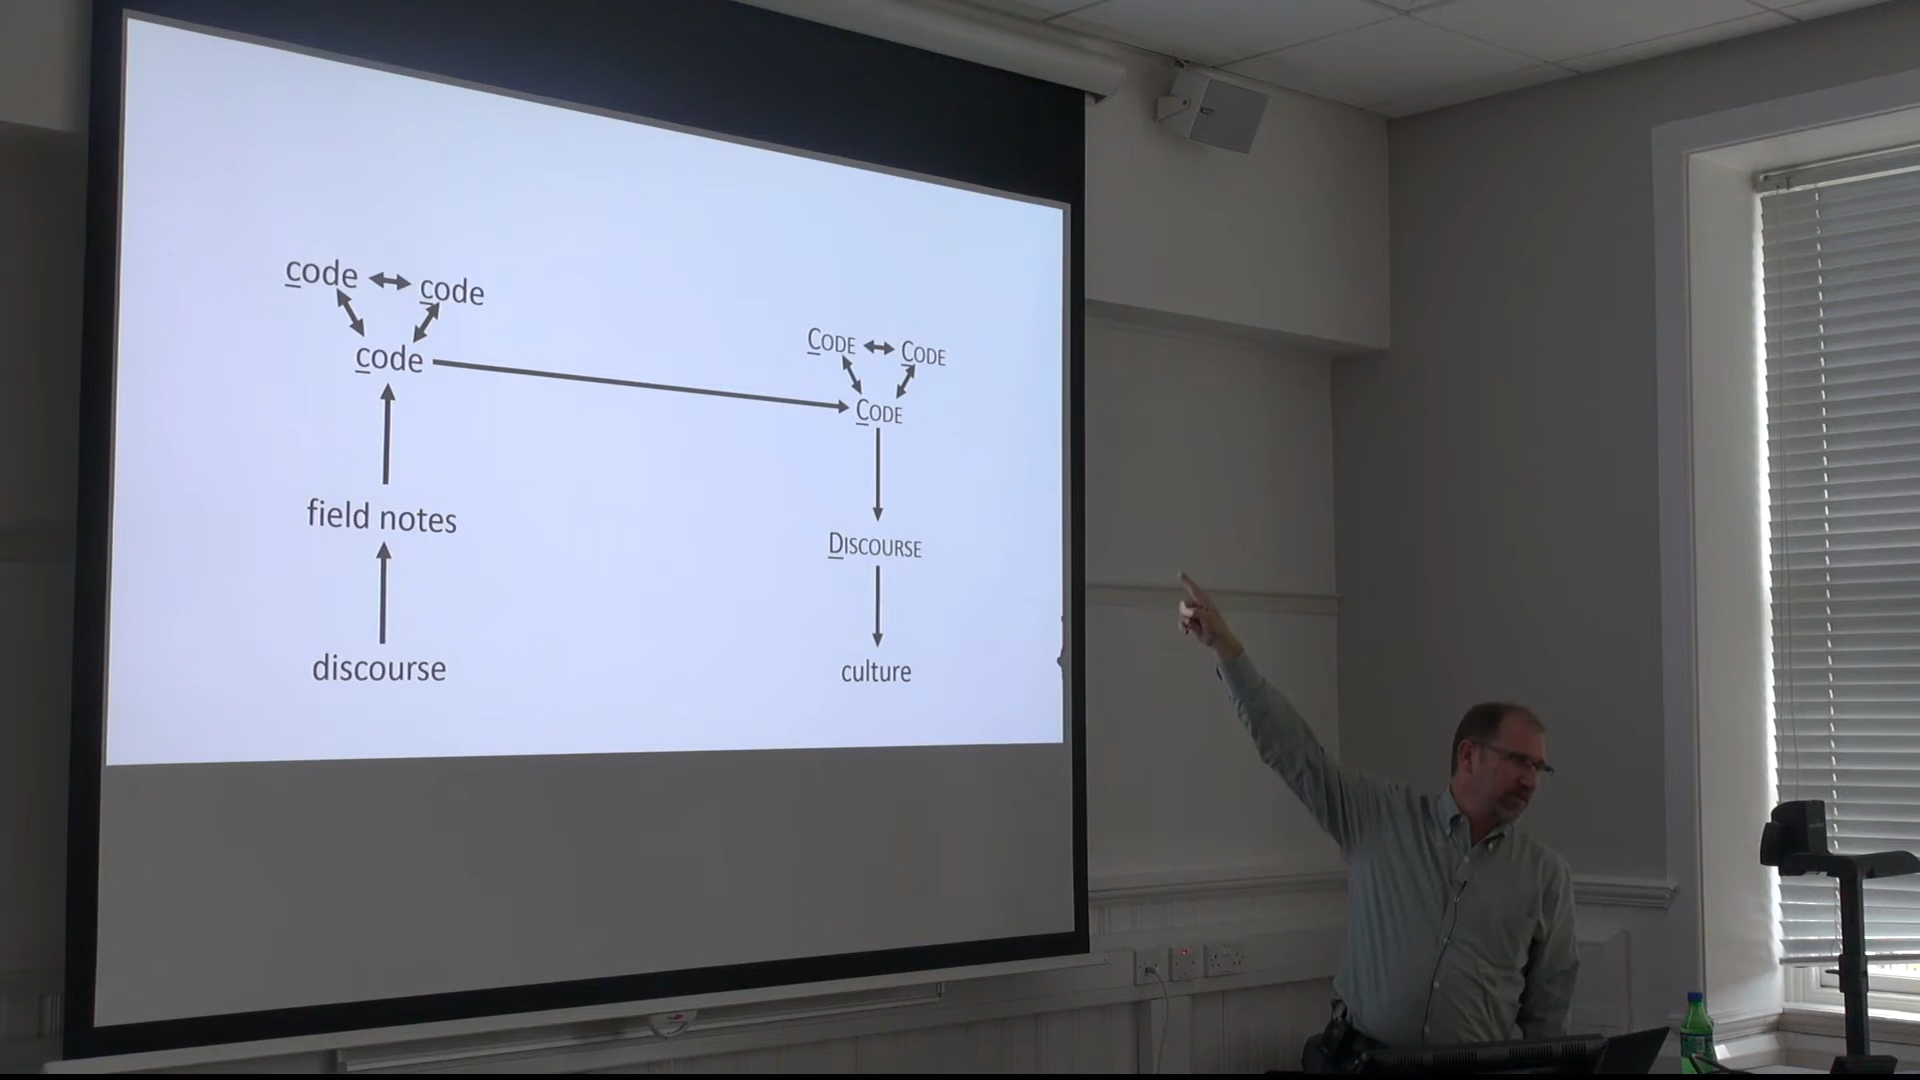 code ↔ code
code
field notes
discourse
CODE ↔ CODE
CODE
DISCOURSE
culture